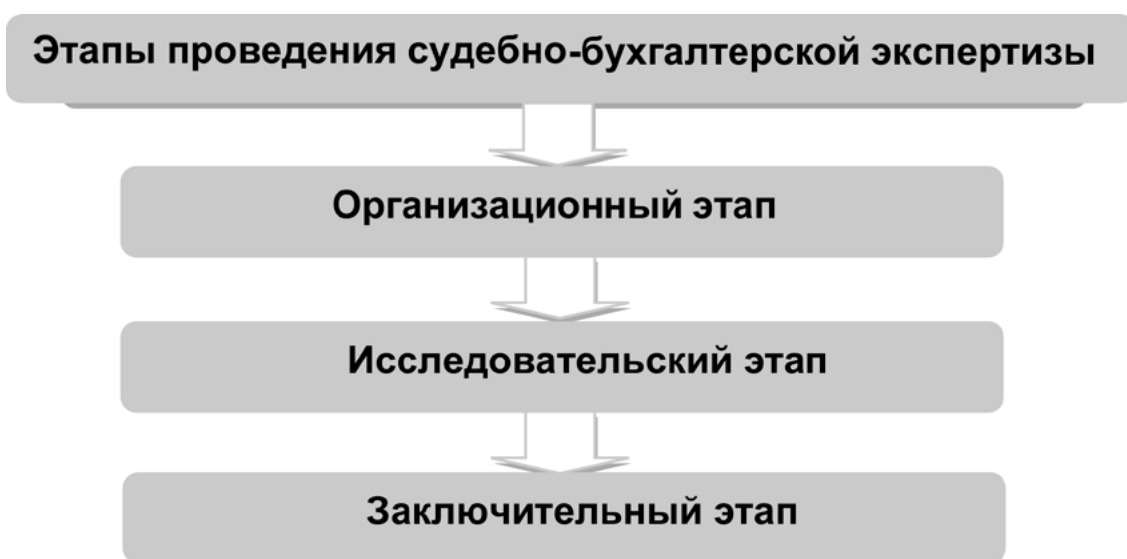 Этапы проведения судебно-бухгалтерской экспертизы
Организационный этап
Исследовательский этап
Заключительный этап